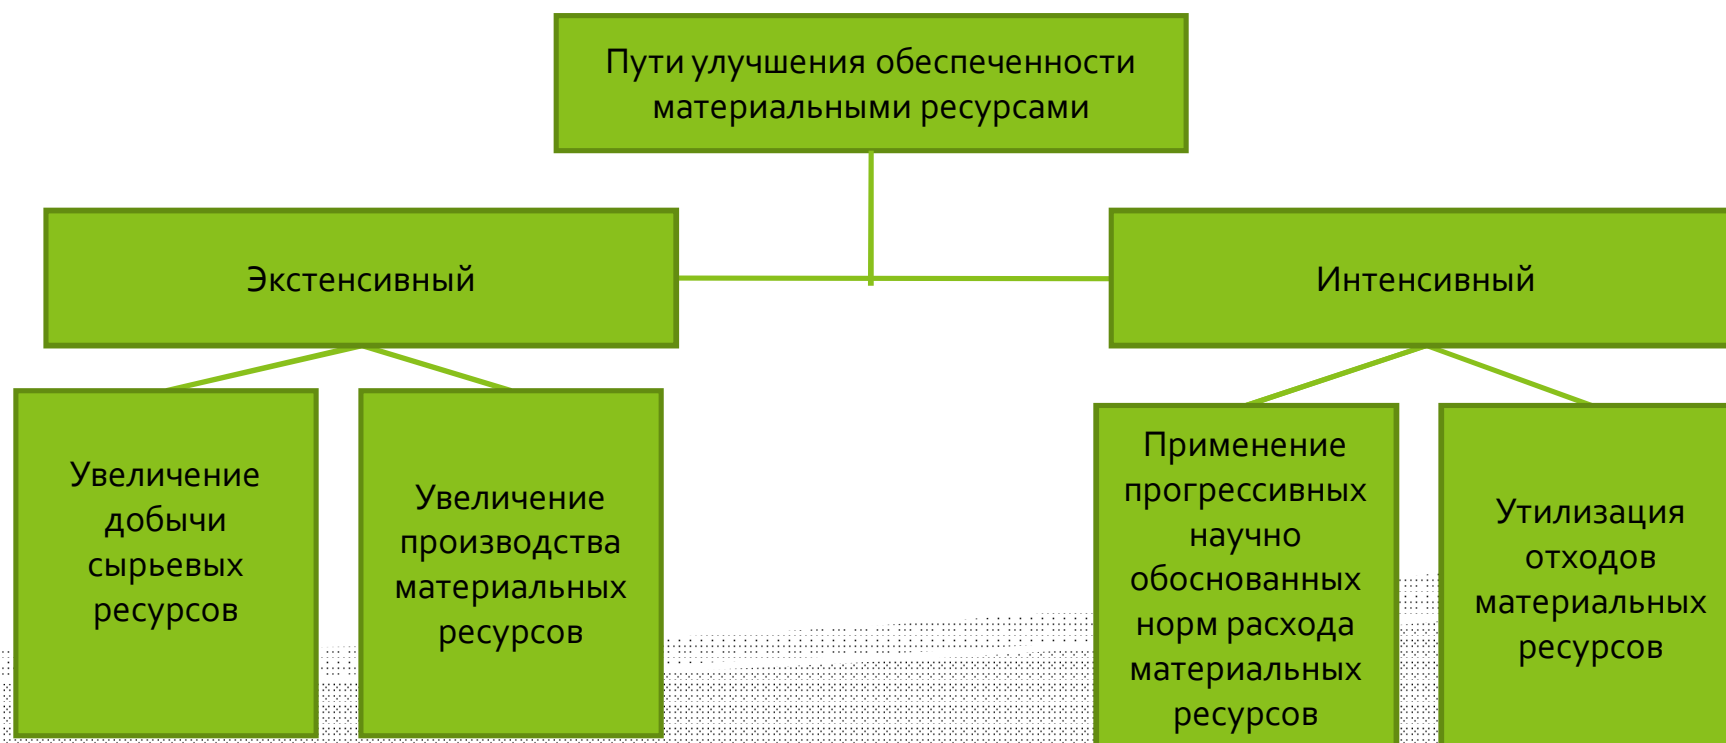 Пути улучшения обеспеченности
материальными ресурсами
Экстенсивный
Интенсивный
Увеличение
добычи
сырьевых
ресурсов
Увеличение
производства
материальных
ресурсов
Применение
прогрессивных
научно
обоснованных
норм расхода
материальных
ресурсов
Утилизация
отходов
материальных
ресурсов